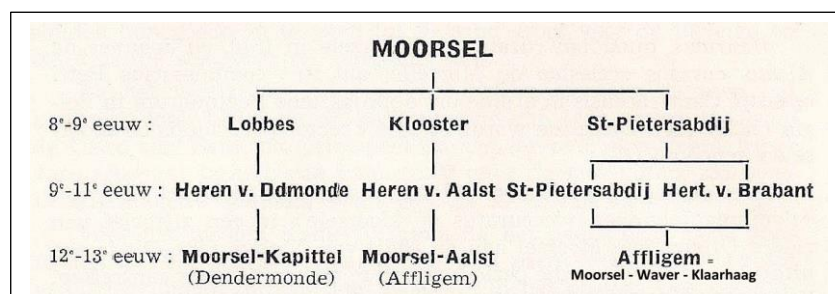 MOORSEL
8e-9e eeuw : Lobbes Klooster St-Pietersabdij
9e-11e eeuw : Heren v. Ddmonde Heren v. Aalst St-Pietersabdij Hert. v. Brabant
12e-13e eeuw : Moorsel-Kapittel Moorsel-Aalst Affligem =
(Dendermonde) (Affligem) Moorsel - Waver - Klaarhaag